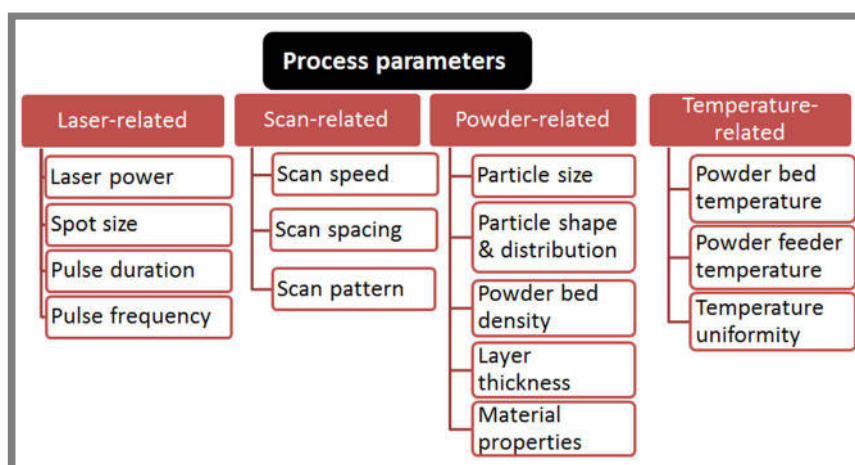 Process parameters
Laser-related
Laser power
Spot size
Pulse duration
Pulse frequency
Scan-related
Scan speed
Scan spacing
Scan pattern
Powder-related
Particle size
Particle shape
& distribution
Powder bed
density
Layer
thickness
Material
properties
Temperature-
related
Powder bed
temperature
Powder feeder
temperature
Temperature
uniformity